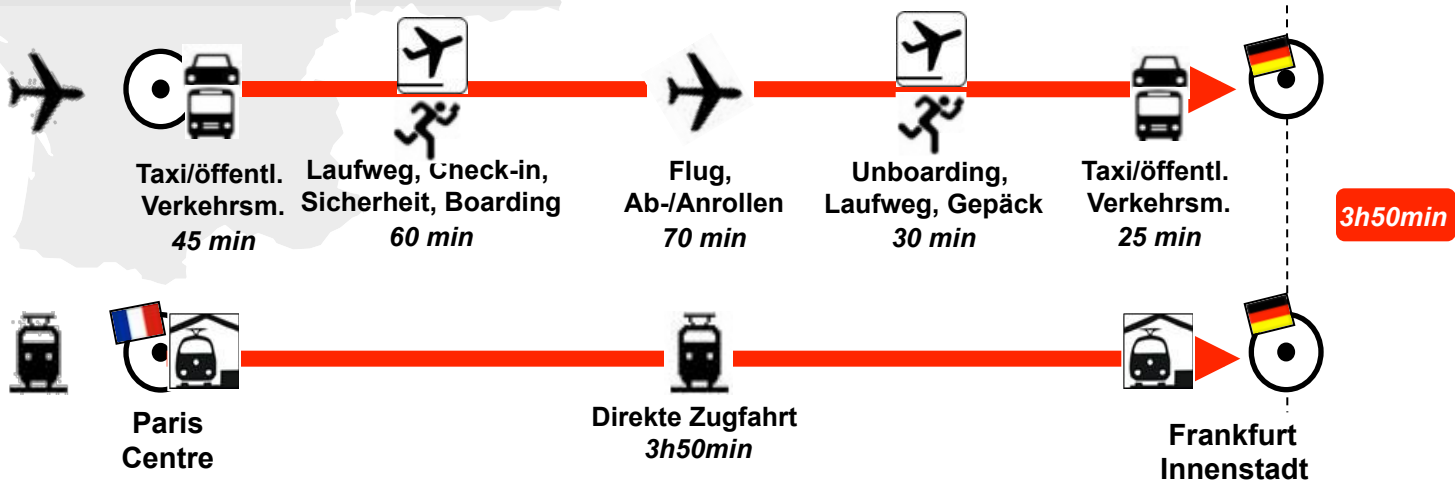 Taxi/öffentl.
Verkehrsm.
45 min
Laufweg, Check-in,
Sicherheit, Boarding
60 min
Flug,
Ab-/Anrollen
70 min
Unboarding,
Laufweg, Gepäck
30 min
Taxi/öffentl.
Verkehrsm.
25 min
3h50min
Paris
Centre
Direkte Zugfahrt
3h50min
Frankfurt
Innenstadt